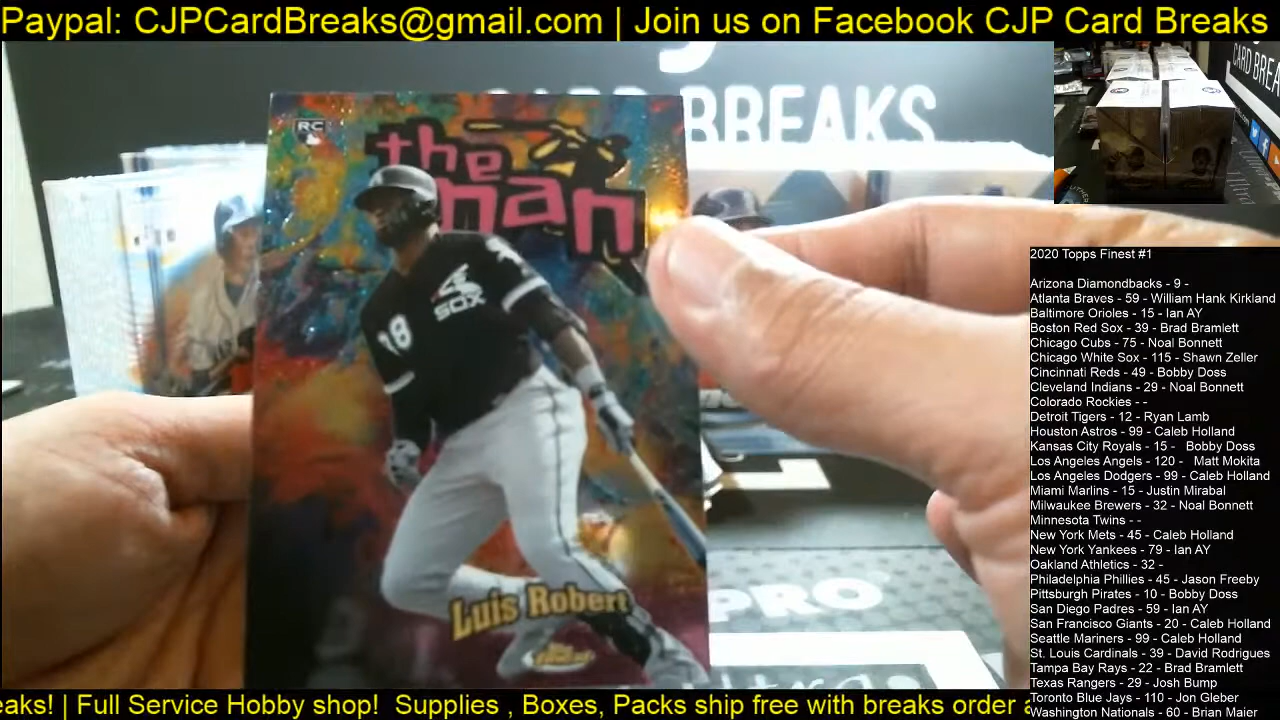 Paypal: CJPCardBreaks@gmail.com | Join us on Facebook CJP Card Breaks
CARD BREAKS
RC
the
man
SOX
18
Luis Robert
Finest
PRO
CARD BREA
2020 Topps Finest #1
Arizona Diamondbacks - 9 -
Atlanta Braves - 59 - William Hank Kirkland
Baltimore Orioles - 15 - Ian AY
Boston Red Sox - 39 - Brad Bramlett
Chicago Cubs - 75 - Noal Bonnett
Chicago White Sox - 115 - Shawn Zeller
Cincinnati Reds - 49 - Bobby Doss
Cleveland Indians - 29 - Noal Bonnett
Colorado Rockies - -
Detroit Tigers - 12 - Ryan Lamb
Houston Astros - 99 - Caleb Holland
Kansas City Royals - 15 - Bobby Doss
Los Angeles Angels - 120 - Matt Mokita
Los Angeles Dodgers - 99 - Caleb Holland
Miami Marlins - 15 - Justin Mirabal
Milwaukee Brewers - 32 - Noal Bonnett
Minnesota Twins - -
New York Mets - 45 - Caleb Holland
New York Yankees - 79 - Ian AY
Oakland Athletics - 32 -
Philadelphia Phillies - 45 - Jason Freeby
Pittsburgh Pirates - 10 - Bobby Doss
San Diego Padres - 59 - Ian AY
San Francisco Giants - 20 - Caleb Holland
Seattle Mariners - 99 - Caleb Holland
St. Louis Cardinals - 39 - David Rodrigues
Tampa Bay Rays - 22 - Brad Bramlett
Texas Rangers - 29 - Josh Bump
Toronto Blue Jays - 110 - Jon Gleber
Washington Nationals - 60 - Brian Maier
eaks! | Full Service Hobby shop! Supplies , Boxes, Packs ship free with breaks order